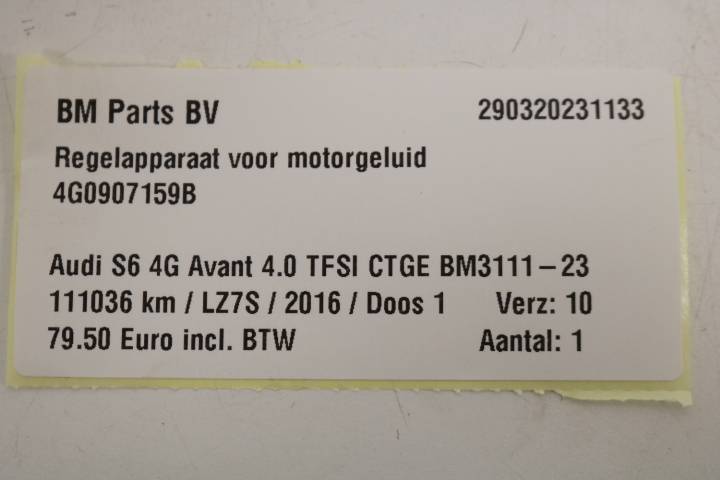 BM Parts BV 290320231133
Regelapparaat voor motorgeluid
4G0907159B
Audi S6 4G Avant 4.0 TFSI CTGE BM3111-23
111036 km / LZ7S / 2016 / Doos 1 Verz: 10
79.50 Euro incl. BTW Aantal: 1